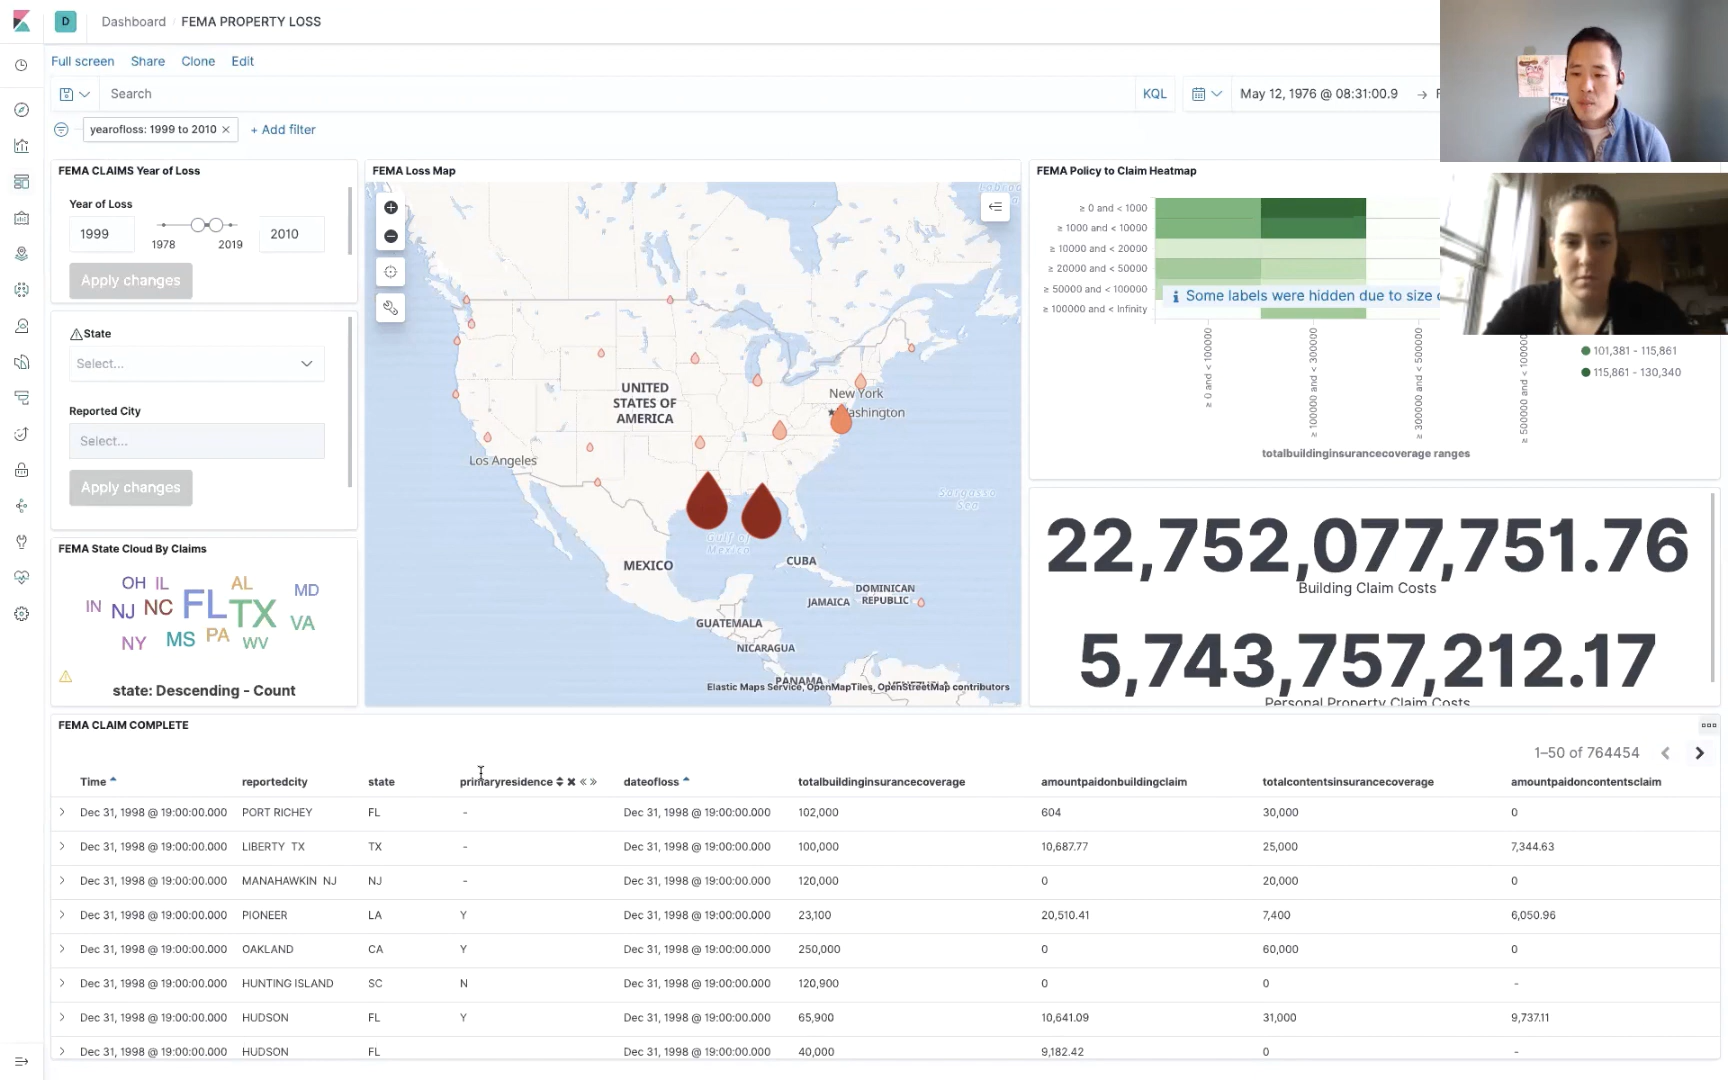 D Dashboard / FEMA PROPERTY LOSS
Full screen Share Clone Edit
Search KQL May 12, 1976 @ 08:31:00.9 →
yearofloss: 1999 to 2010 × + Add filter
FEMA CLAIMS Year of Loss
Year of Loss
1999 1978 2019 2010
Apply changes
State
Select...
Reported City
Select...
Apply changes
FEMA State Cloud By Claims
OH IL AL MD
IN NJ NC FL TX VA
NY MS PA WV
state: Descending - Count
FEMA Loss Map
UNITED
STATES OF
AMERICA
New York
Washington
Los Angeles
Sargasso
Sea
Gulf of
Mexico
MEXICO
CUBA
DOMINICAN
REPUBLIC
JAMAICA
GUATEMALA
NICARAGUA
PANAMA
Elastic Maps Service, OpenMapTiles, OpenStreetMap contributors
FEMA Policy to Claim Heatmap
≥ 0 and < 1000
≥ 1000 and < 10000
≥ 10000 and < 20000
≥ 20000 and < 50000
≥ 50000 and < 100000
≥ 100000 and < Infinity
Some labels were hidden due to size
≥ 0 and < 100000
≥ 100000 and < 300000
≥ 300000 and < 500000
≥ 500000 and < 100000
101,381 - 115,861
115,861 - 130,340
totalbuildinginsurancecoverage ranges
22,752,077,751.76
Building Claim Costs
5,743,757,212.17
Personal Property Claim Costs
FEMA CLAIM COMPLETE
1–50 of 764454
Time reportedcity state primaryresidence dateofloss totalbuildinginsurancecoverage amountpaidonbuildingclaim totalcontentsinsurancecoverage amountpaidoncontentsclaim
Dec 31, 1998 @ 19:00:00.000 PORT RICHEY FL - Dec 31, 1998 @ 19:00:00.000 102,000 604 30,000 0
Dec 31, 1998 @ 19:00:00.000 LIBERTY TX TX - Dec 31, 1998 @ 19:00:00.000 100,000 10,687.77 25,000 7,344.63
Dec 31, 1998 @ 19:00:00.000 MANAHAWKIN NJ NJ - Dec 31, 1998 @ 19:00:00.000 120,000 0 20,000 0
Dec 31, 1998 @ 19:00:00.000 PIONEER LA Y Dec 31, 1998 @ 19:00:00.000 23,100 20,510.41 7,400 6,050.96
Dec 31, 1998 @ 19:00:00.000 OAKLAND CA Y Dec 31, 1998 @ 19:00:00.000 250,000 0 60,000 0
Dec 31, 1998 @ 19:00:00.000 HUNTING ISLAND SC N Dec 31, 1998 @ 19:00:00.000 120,900 0 0 -
Dec 31, 1998 @ 19:00:00.000 HUDSON FL Y Dec 31, 1998 @ 19:00:00.000 65,900 10,641.09 31,000 9,737.11
Dec 31, 1998 @ 19:00:00.000 HUDSON FL Dec 31, 1998 @ 19:00:00.000 40,000 9,182.42 0 -